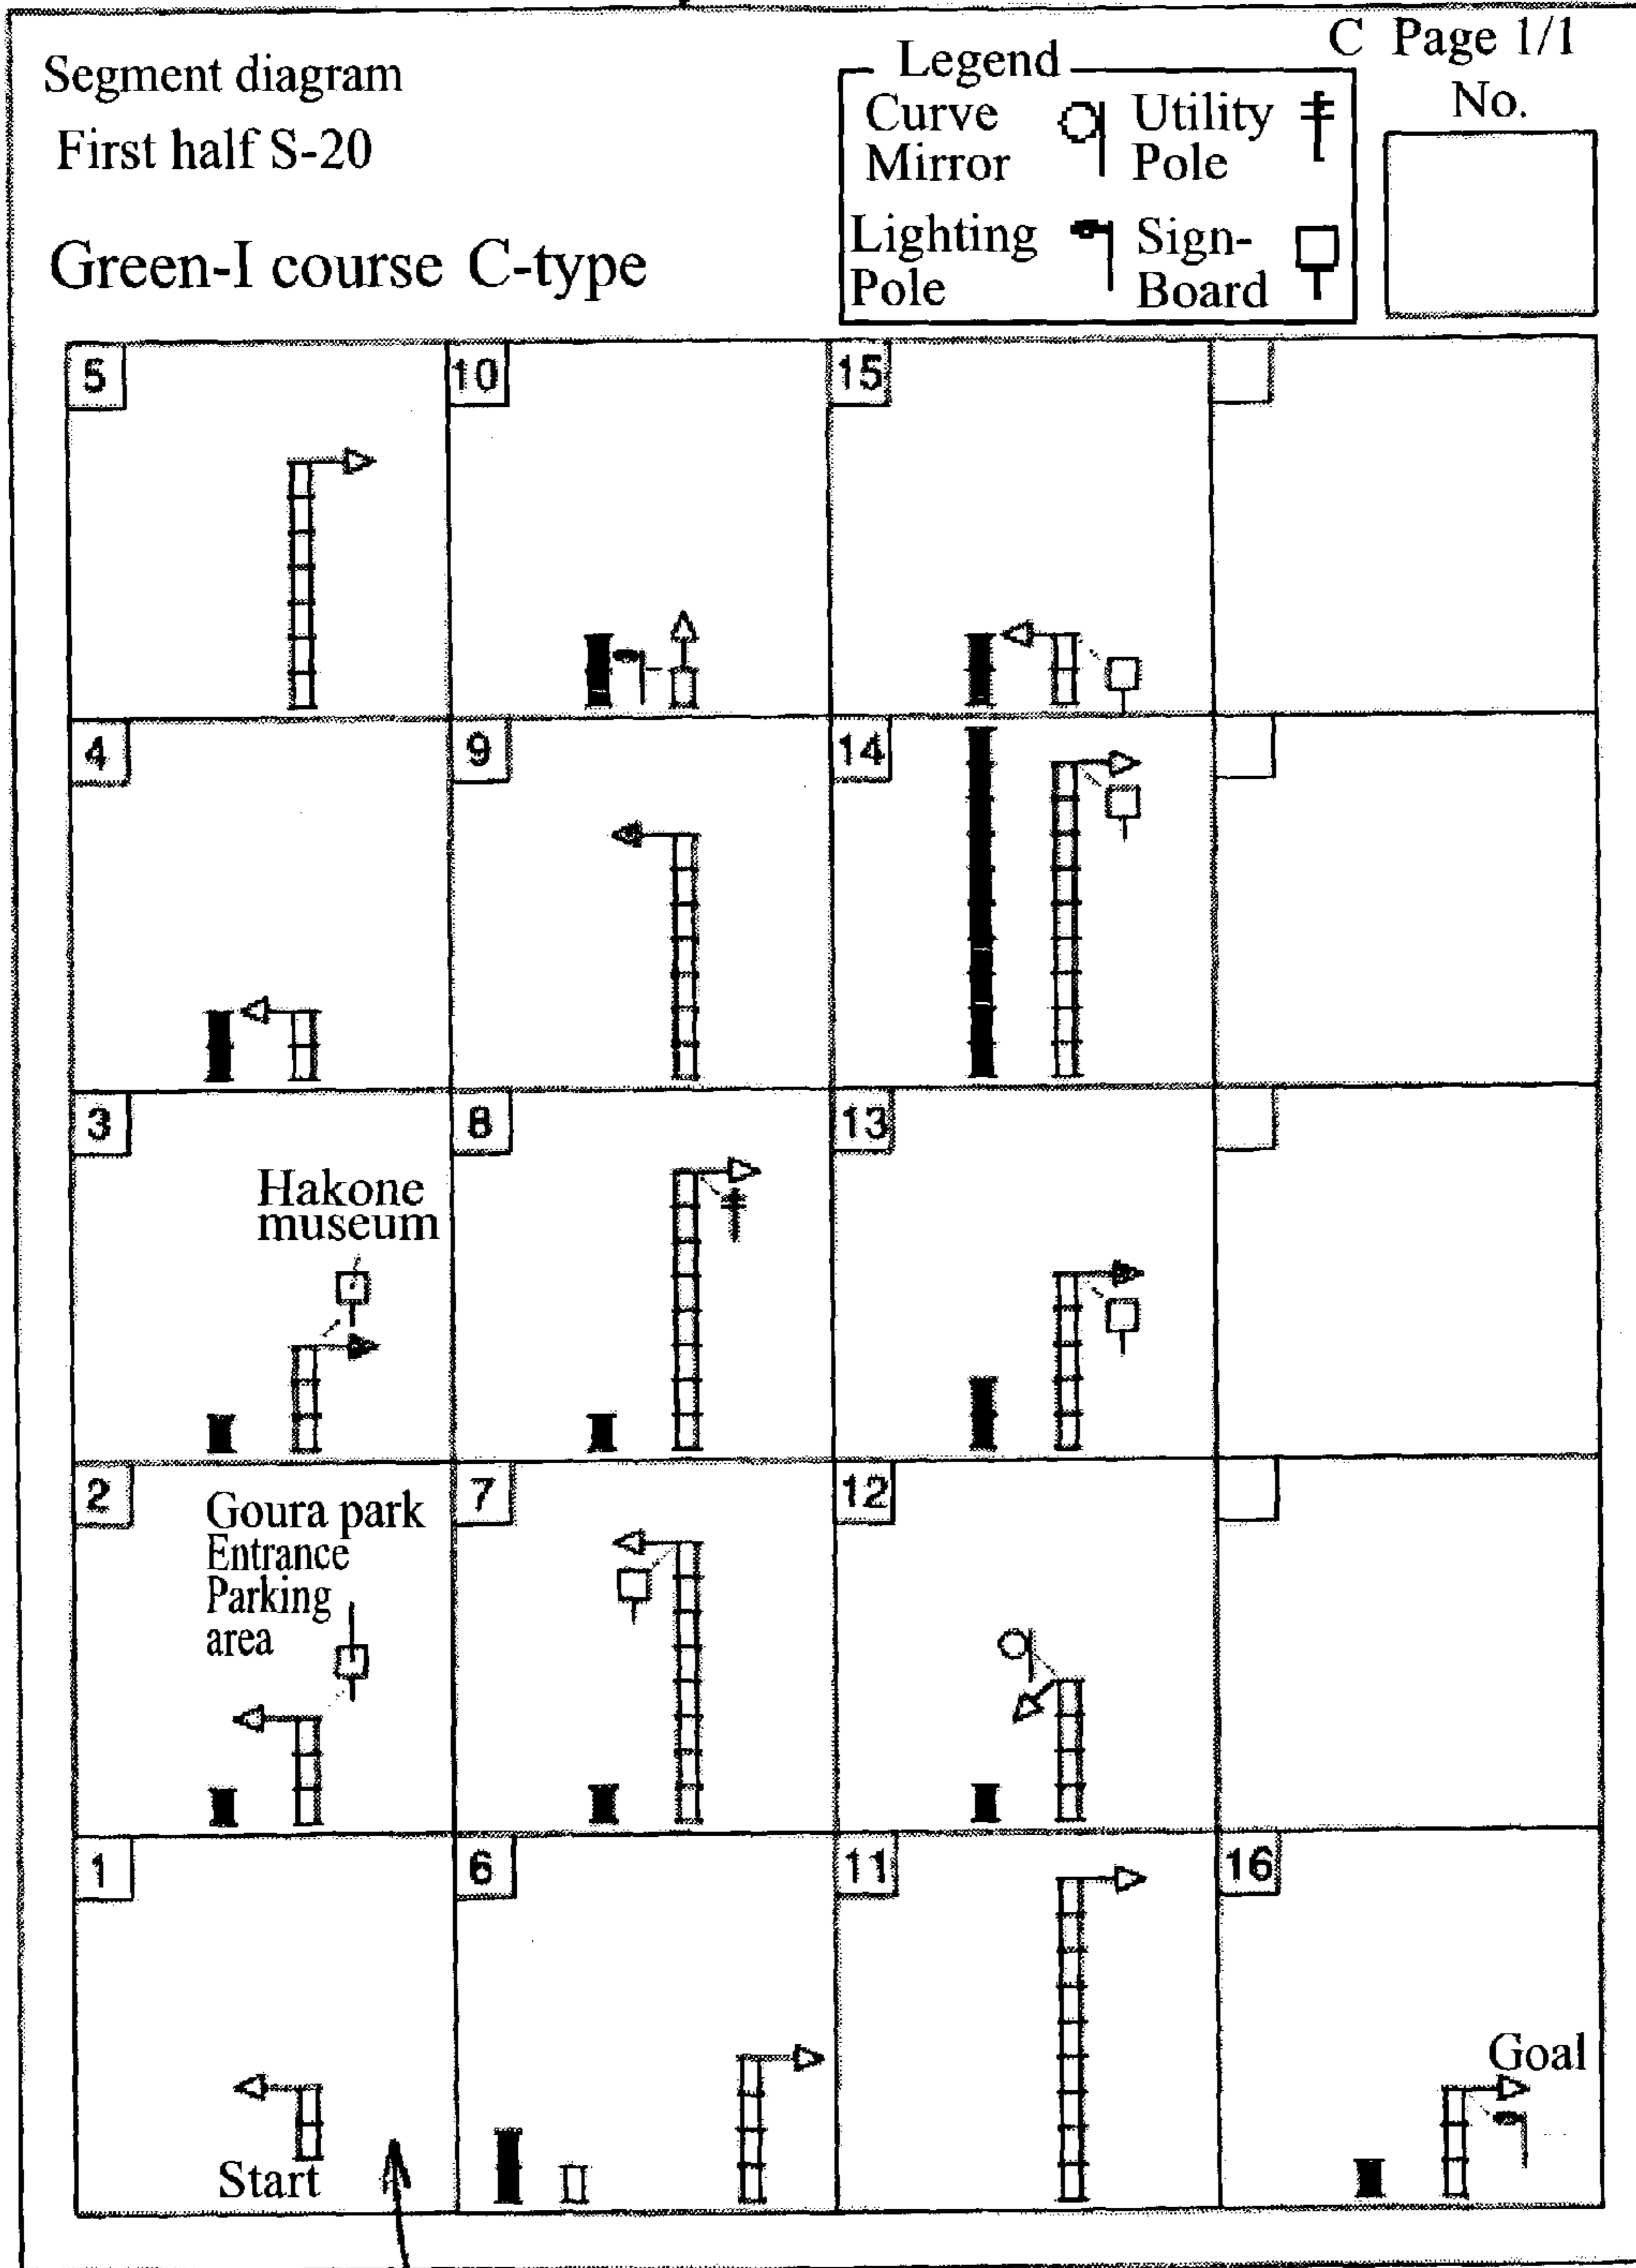 C Page 1/1
No.
Segment diagram
First half S-20
Green-I course C-type
Legend
Curve
Mirror
Utility
Pole
Lighting
Pole
Sign-
Board
5
10
15
4
9
14
3
Hakone
museum
8
13
2
Goura park
Entrance
Parking
area
7
12
1
Start
6
11
16
Goal